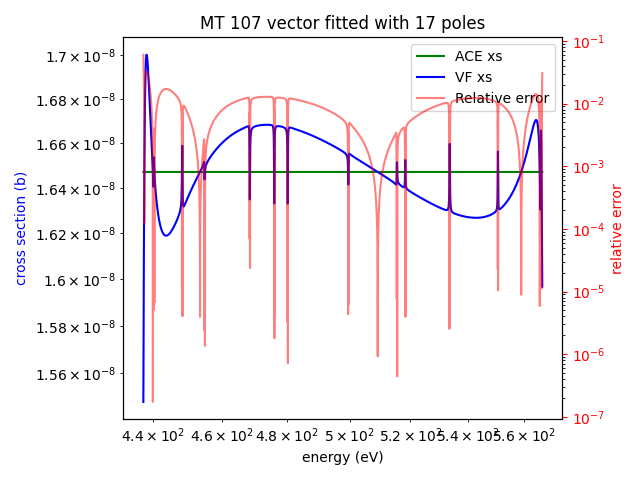 MT 107 vector fitted with 17 poles
ACE xs
VF xs
Relative error
cross section (b)
1.7 × 10⁻⁸
1.68 × 10⁻⁸
1.66 × 10⁻⁸
1.64 × 10⁻⁸
1.62 × 10⁻⁸
1.6 × 10⁻⁸
1.58 × 10⁻⁸
1.56 × 10⁻⁸
10⁻¹
10⁻²
10⁻³
10⁻⁴
10⁻⁵
10⁻⁶
10⁻⁷
relative error
4.4 × 10² 4.6 × 10² 4.8 × 10² 5 × 10² 5.2 × 10² 5.4 × 10² 5.6 × 10²
energy (eV)